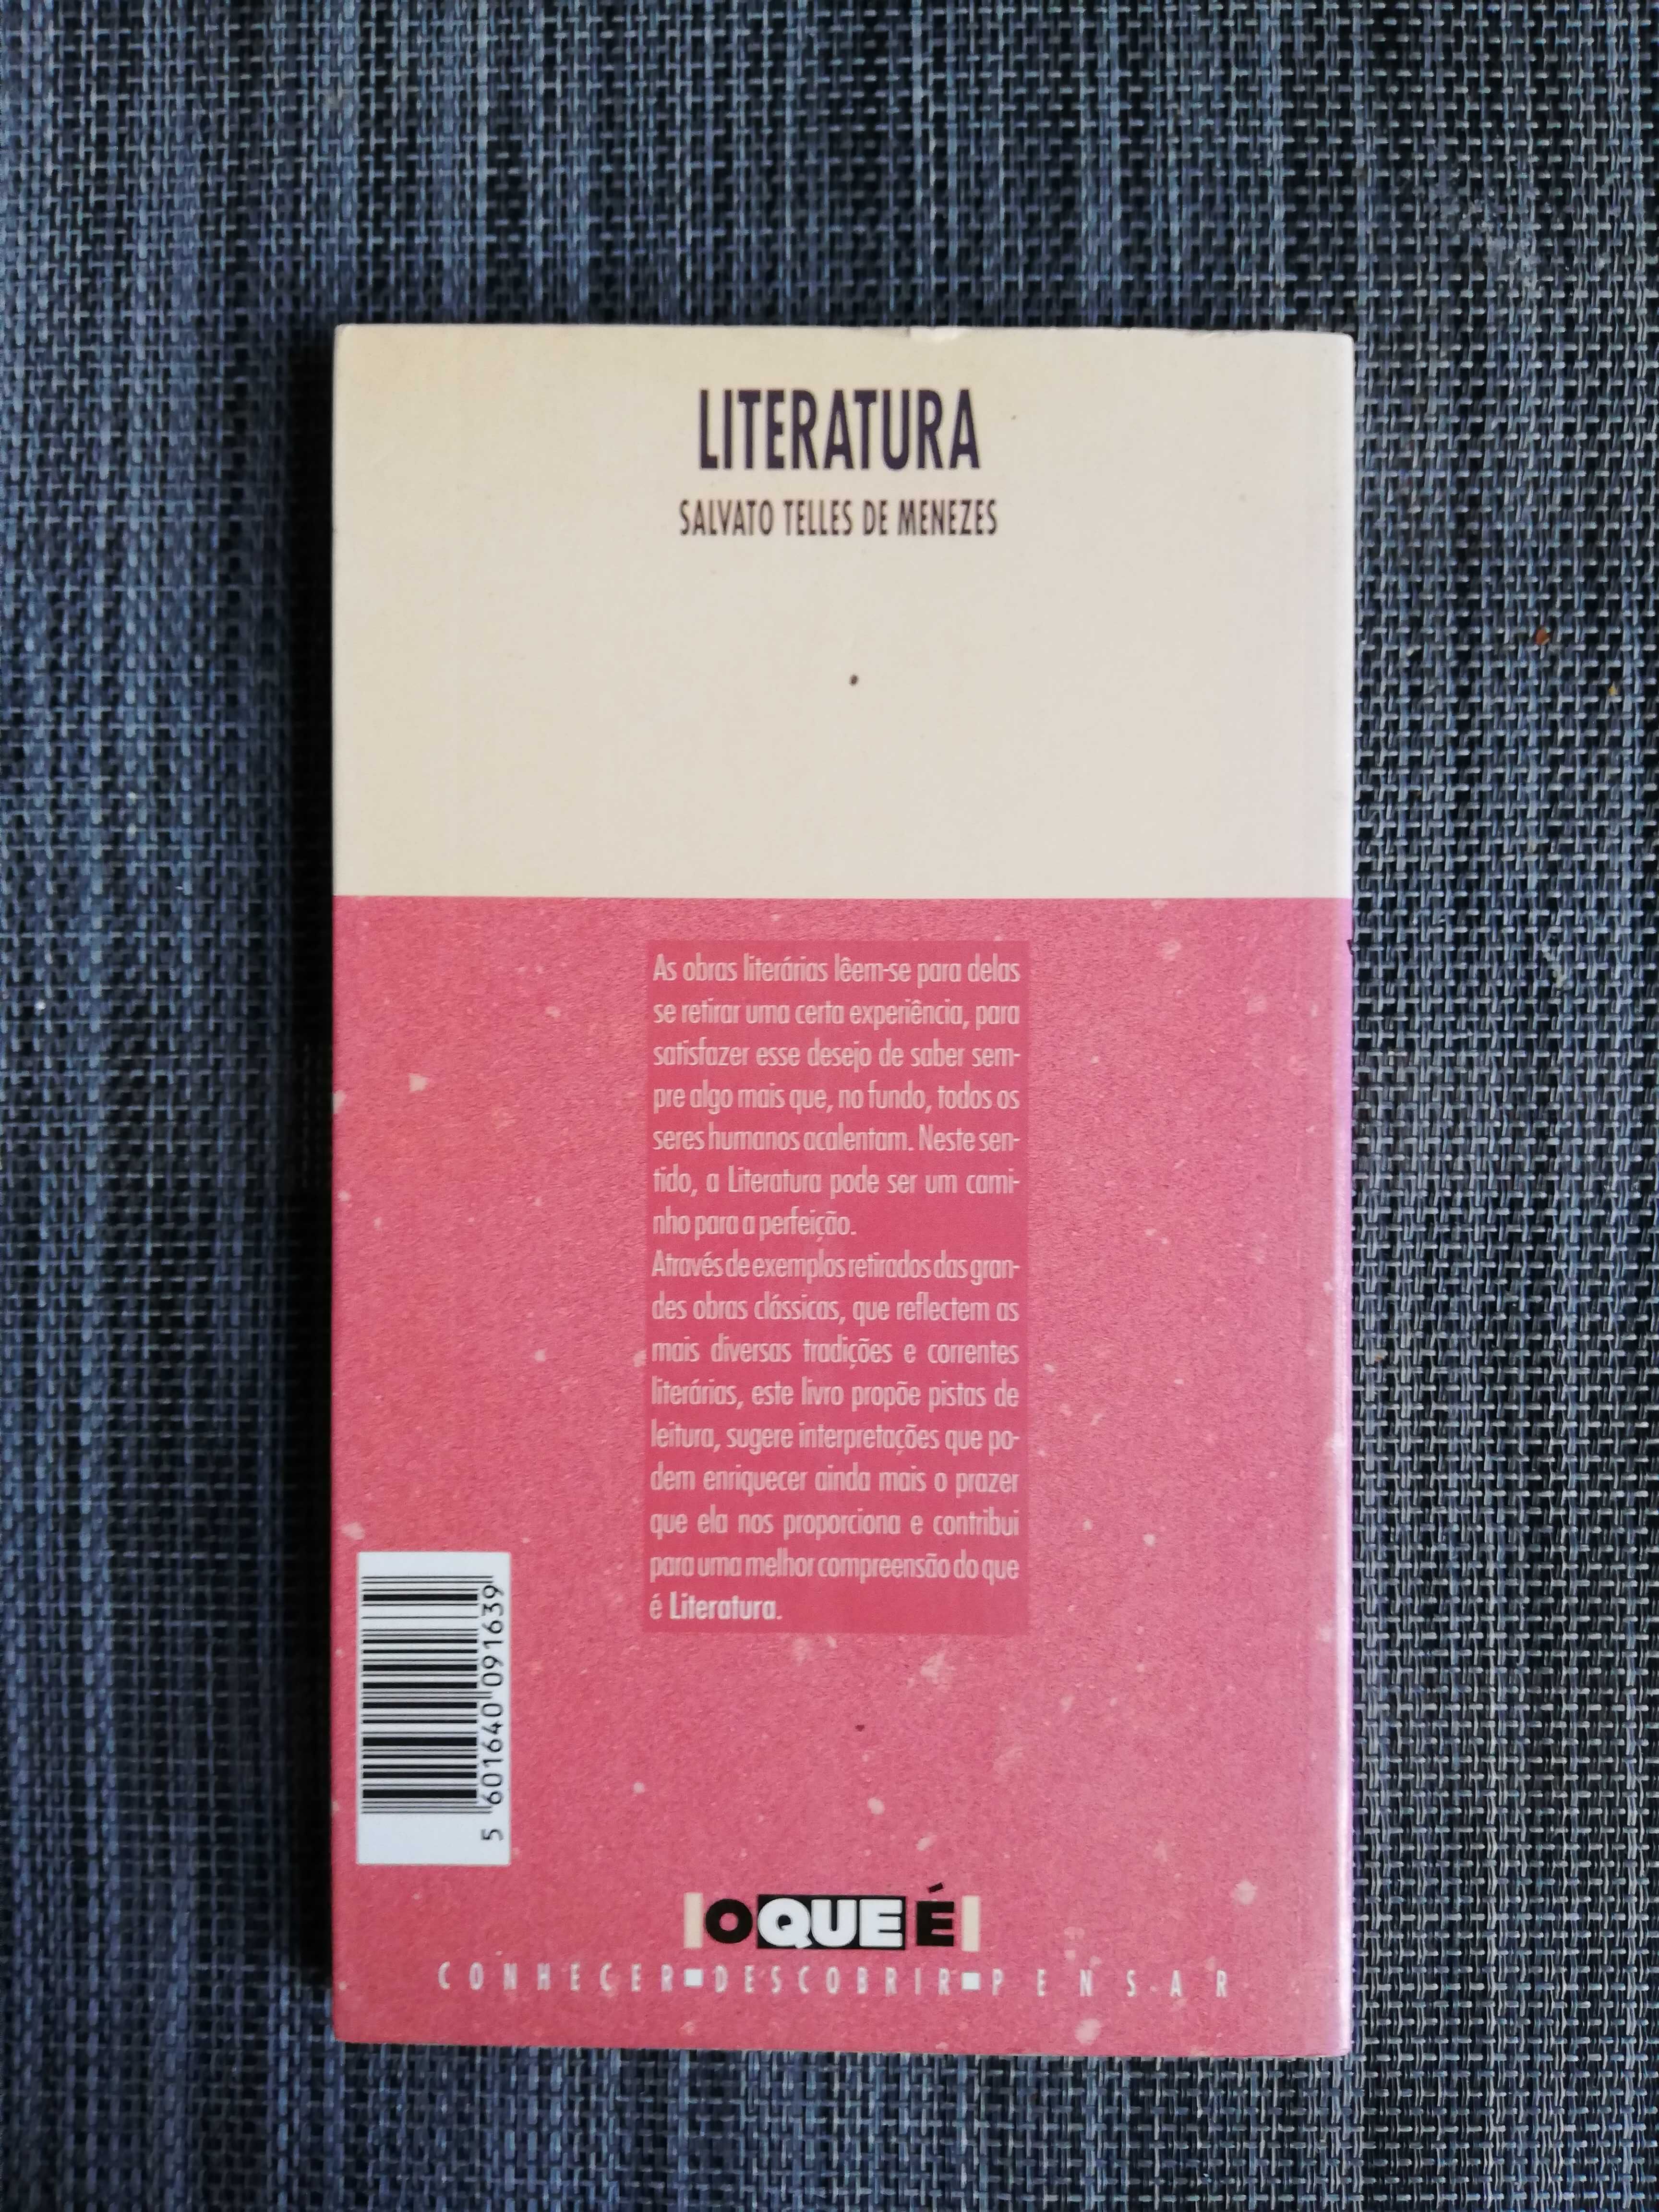 LITERATURA
SALVATO TELLES DE MENEZES
As obras literárias lêem-se para delas
se retirar uma certa experiência, para
satisfazer esse desejo de saber sem-
pre algo mais que, no fundo, todos os
seres humanos acalentam. Neste sen-
tido, a Literatura pode ser um cami-
nho para a perfeição.
Através de exemplos retirados das gran-
des obras clássicas, que reflectem as
mais diversas tradições e correntes
literárias, este livro propõe pistas de
leitura, sugere interpretações que po-
dem enriquecer ainda mais o prazer
que ela nos proporciona e contribui
para uma melhor compreensão do que
é Literatura.
5 601640 091639
O QUE É
CONHECER DESCOBRIR PENSAR